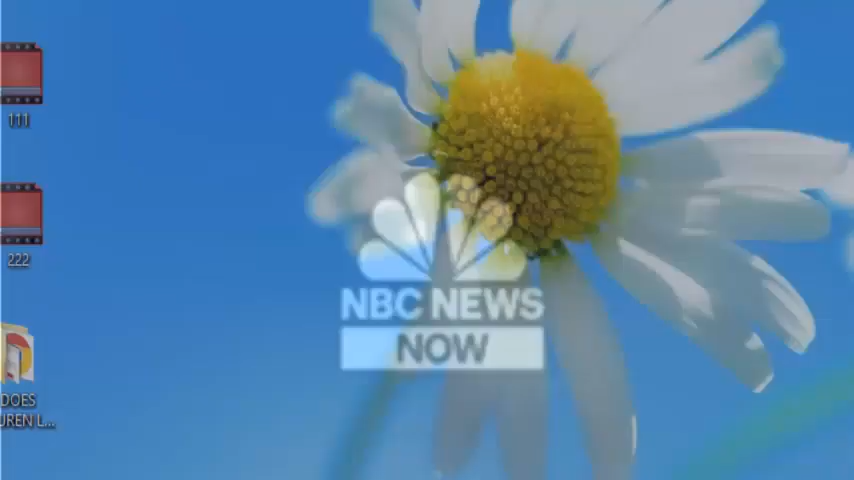 111
222
DOES
UREN L...
NBC NEWS
NOW